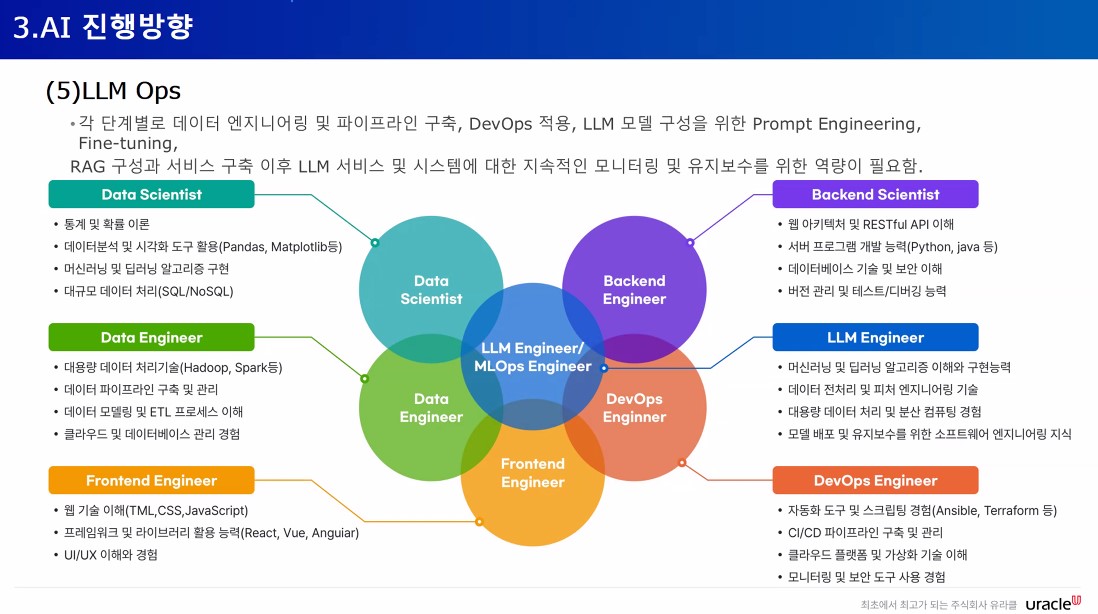 3.AI 진행방향
(5)LLM Ops
•각 단계별로 데이터 엔지니어링 및 파이프라인 구축, DevOps 적용, LLM 모델 구성을 위한 Prompt Engineering,
Fine-tuning,
RAG 구성과 서비스 구축 이후 LLM 서비스 및 시스템에 대한 지속적인 모니터링 및 유지보수를 위한 역량이 필요함.
Data Scientist
• 통계 및 확률 이론
• 데이터분석 및 시각화 도구 활용(Pandas, Matplotlib등)
• 머신러닝 및 딥러닝 알고리증 구현
• 대규모 데이터 처리(SQL/NoSQL)
Data Engineer
• 대용량 데이터 처리기술(Hadoop, Spark등)
• 데이터 파이프라인 구축 및 관리
• 데이터 모델링 및 ETL 프로세스 이해
• 클라우드 및 데이터베이스 관리 경험
Frontend Engineer
• 웹 기술 이해(TML,CSS,JavaScript)
• 프레임워크 및 라이브러리 활용 능력(React, Vue, Anguiar)
• UI/UX 이해와 경험
Data
Scientist
Backend
Engineer
LLM Engineer/
MLOps Engineer
Data
Engineer
DevOps
Enginner
Frontend
Engineer
Backend Scientist
• 웹 아키텍처 및 RESTful API 이해
• 서버 프로그램 개발 능력(Python, java 등)
• 데이터베이스 기술 및 보안 이해
• 버전 관리 및 테스트/디버깅 능력
LLM Engineer
• 머신러닝 및 딥러닝 알고리증 이해와 구현능력
• 데이터 전처리 및 피처 엔지니어링 기술
• 대용량 데이터 처리 및 분산 컴퓨팅 경험
• 모델 배포 및 유지보수를 위한 소프트웨어 엔지니어링 지식
DevOps Engineer
• 자동화 도구 및 스크립팅 경험(Ansible, Terraform 등)
• CI/CD 파이프라인 구축 및 관리
• 클라우드 플랫폼 및 가상화 기술 이해
• 모니터링 및 보안 도구 사용 경험
최초에서 최고가 되는 주식회사 유라클 uracle